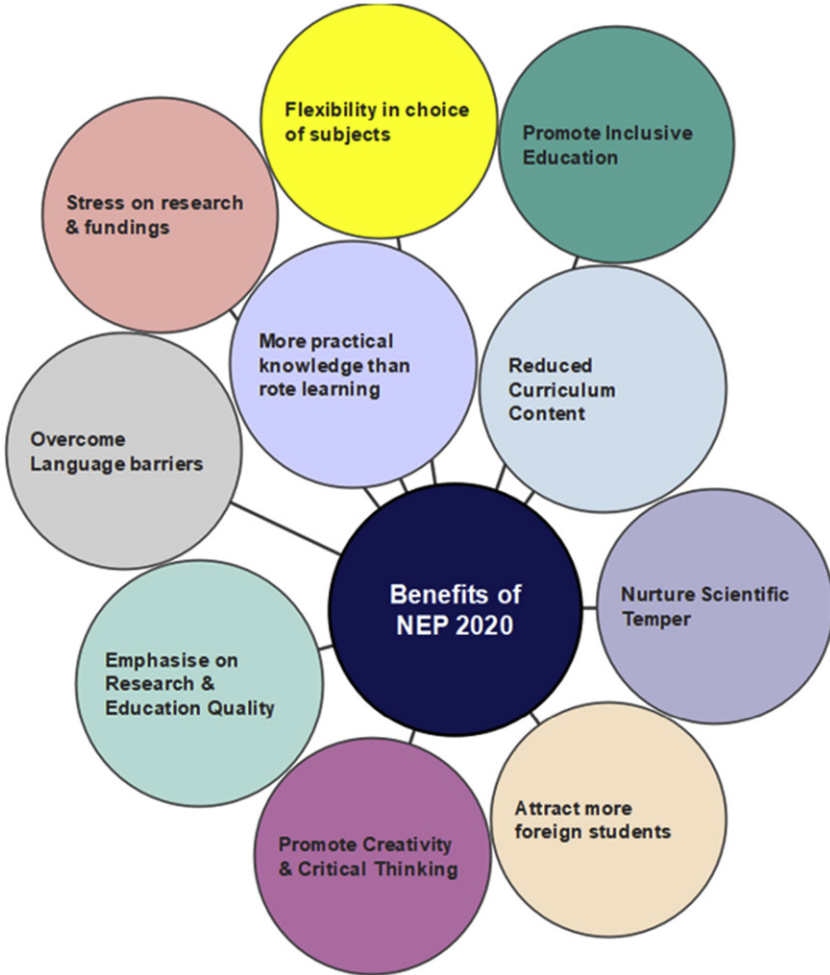 Flexibility in choice
of subjects
Promote Inclusive
Education
Stress on research
& fundings
More practical
knowledge than
rote learning
Reduced
Curriculum
Content
Overcome
Language barriers
Benefits of
NEP 2020
Nurture Scientific
Temper
Emphasise on
Research &
Education Quality
Attract more
foreign students
Promote Creativity
& Critical Thinking